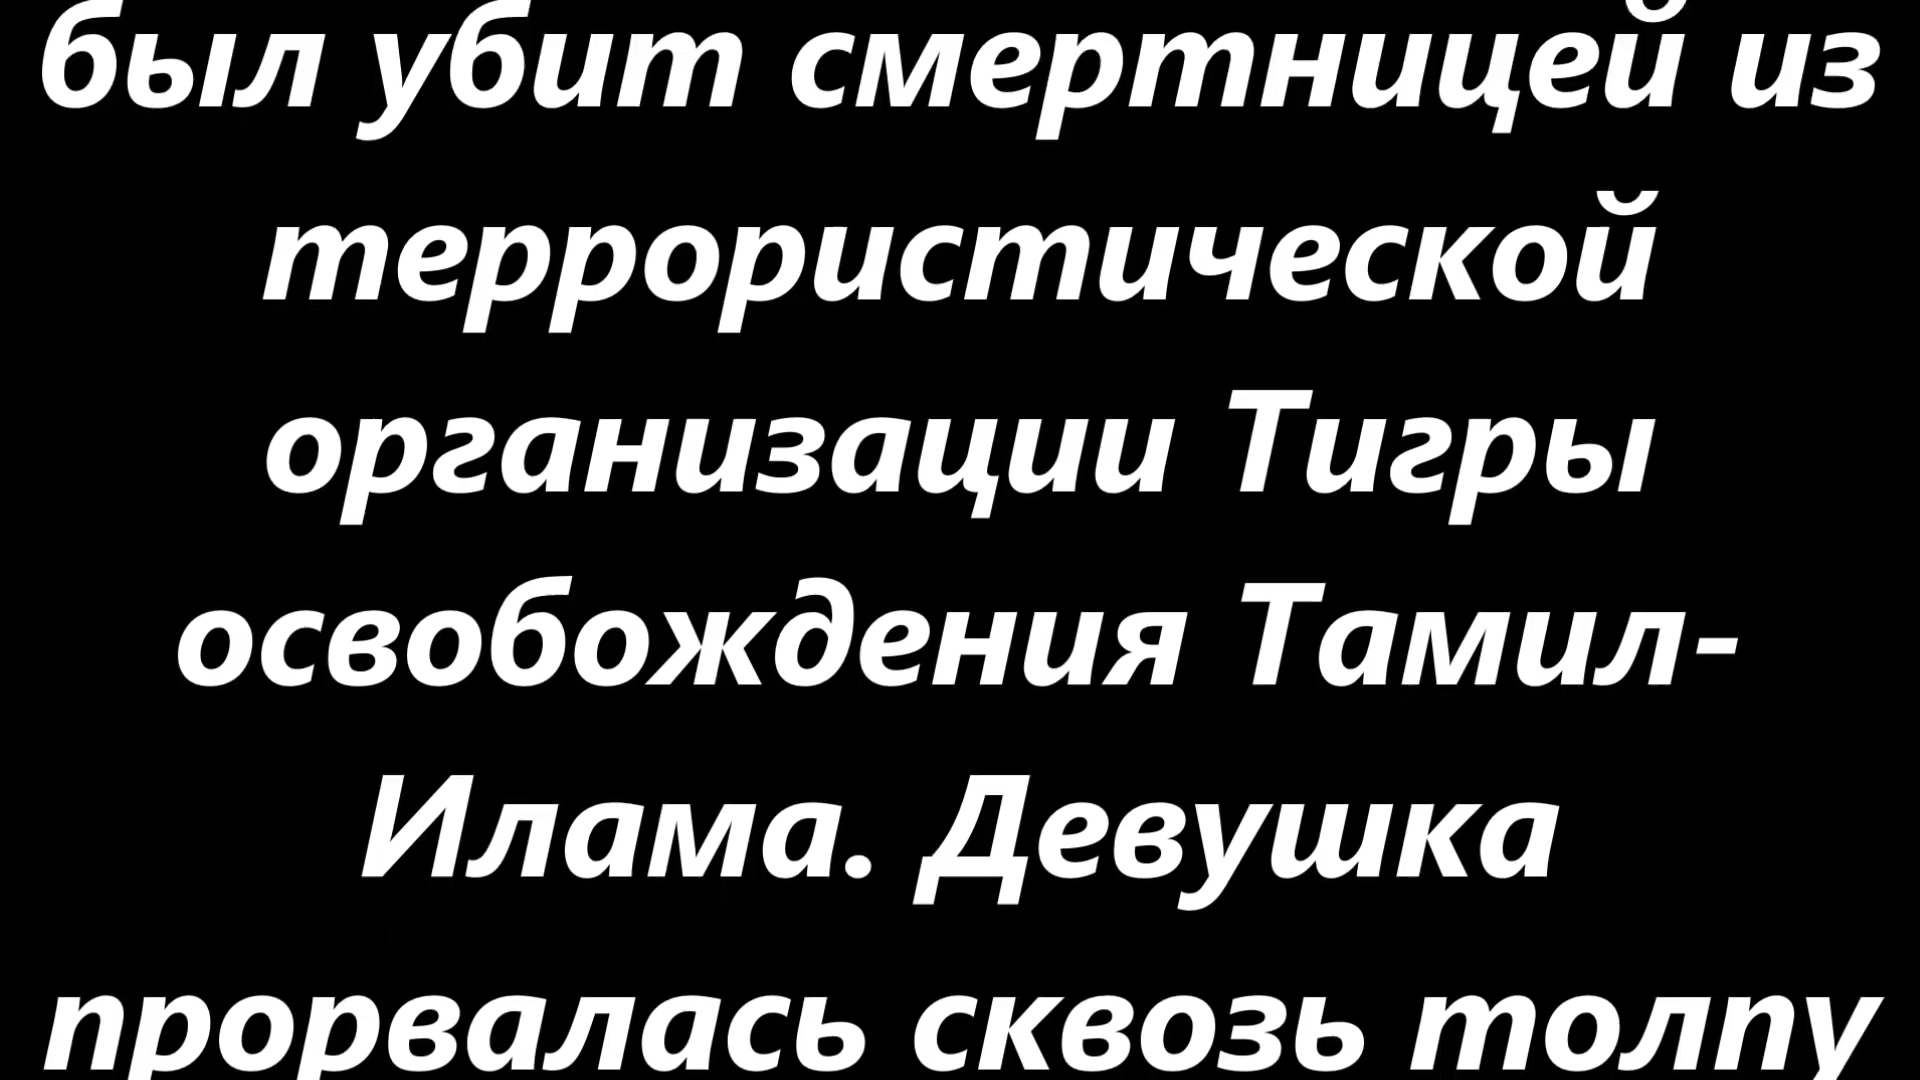 был убит смертницей из
террористической
организации Тигры
освобождения Тамил-
Илама. Девушка
прорвалась сквозь толпу